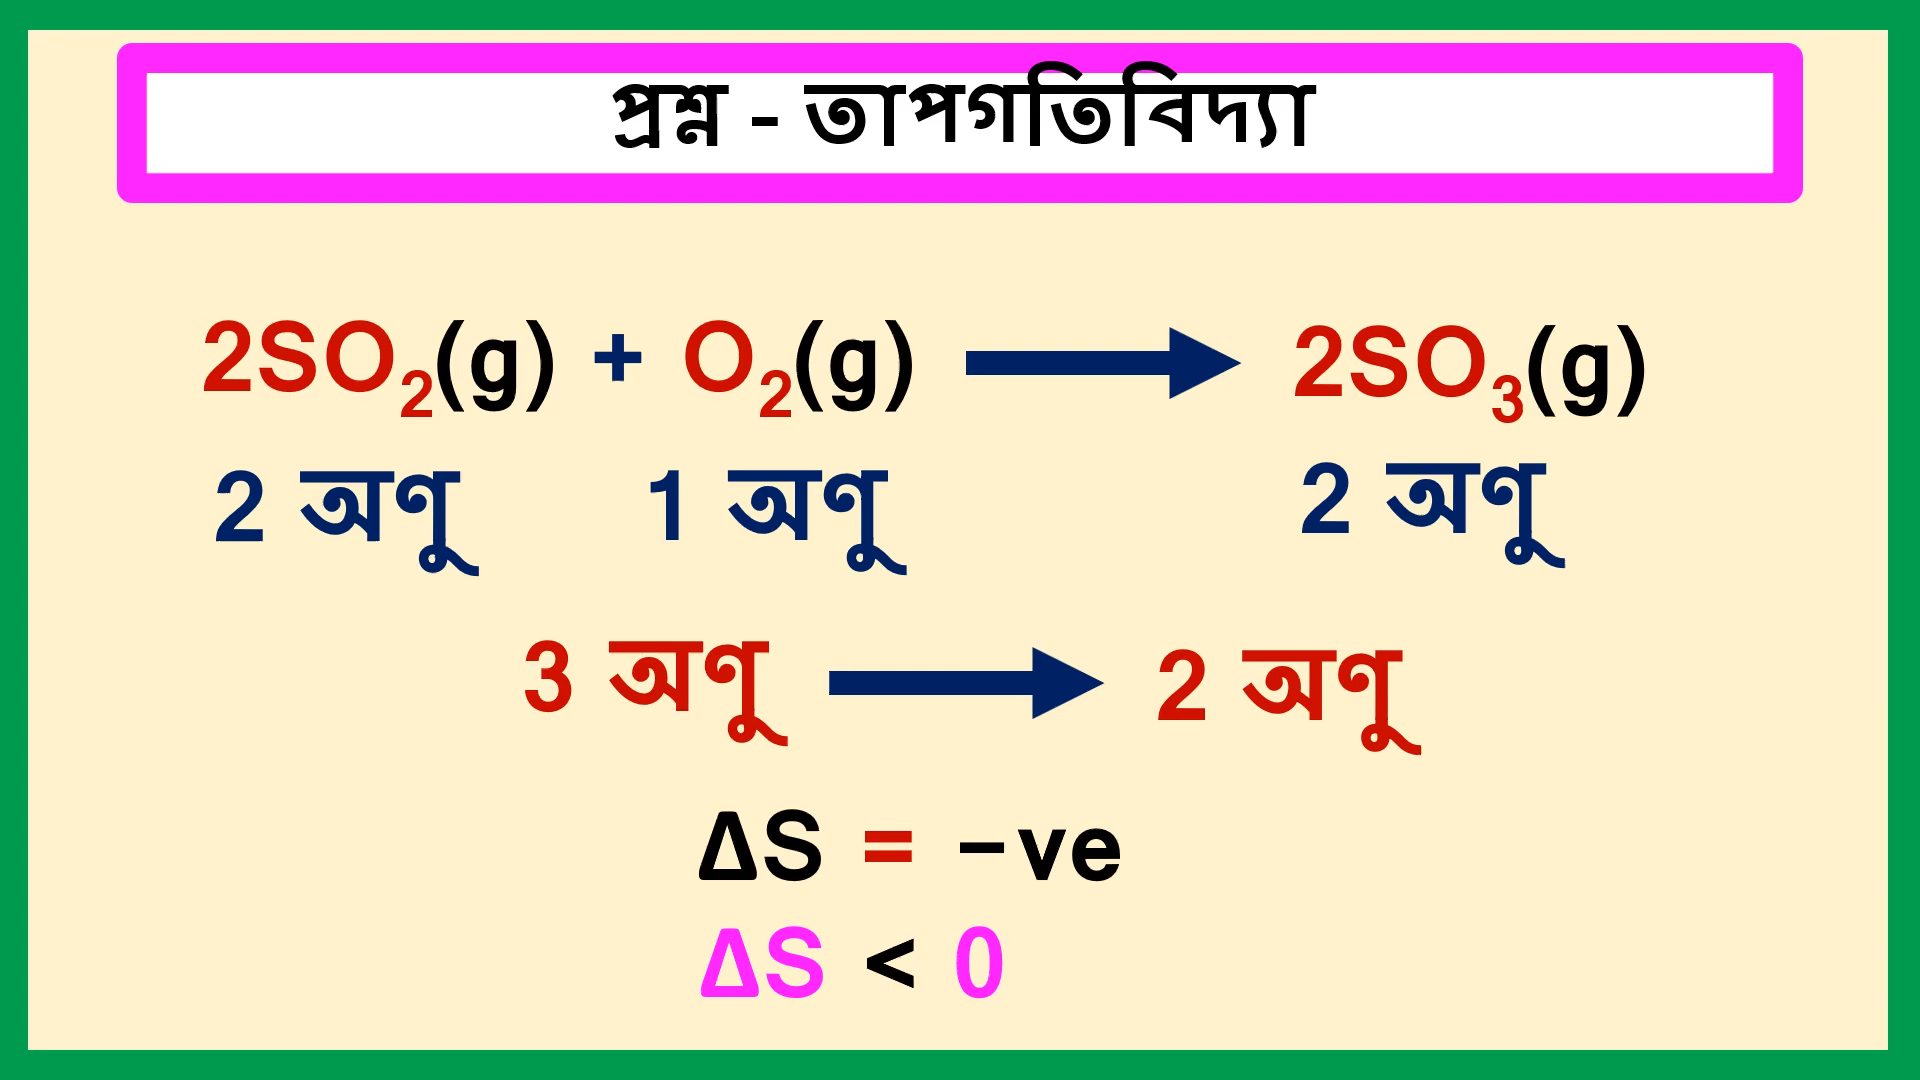 প্রশ্ন - তাপগতিবিদ্যা
2SO₂(g) + O₂(g) → 2SO₃(g)
2 অণু 1 অণু 2 অণু
3 অণু → 2 অণু
ΔS = -ve
ΔS < 0